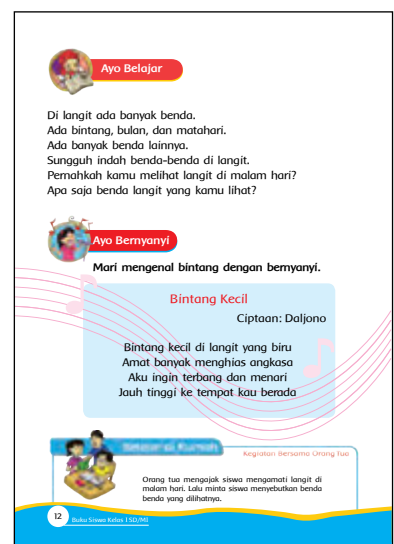 Ayo Belajar
Di langit ada banyak benda.
Ada bintang, bulan, dan matahari.
Ada banyak benda lainnya.
Sungguh indah benda-benda di langit.
Pernahkah kamu melihat langit di malam hari?
Apa saja benda langit yang kamu lihat?
Ayo Bernyanyi
Mari mengenal bintang dengan bernyanyi.
Bintang Kecil
Ciptaan: Daljono
Bintang kecil di langit yang biru
Amat banyak menghias angkasa
Aku ingin terbang dan menari
Jauh tinggi ke tempat kau berada
Belajar di Rumah
Kegiatan Bersama Orang Tua
Orang tua mengajak siswa mengamati langit di
malam hari. Lalu minta siswa menyebutkan benda
benda yang dilihatnya.
12
Buku Siswa Kelas I SD/MI